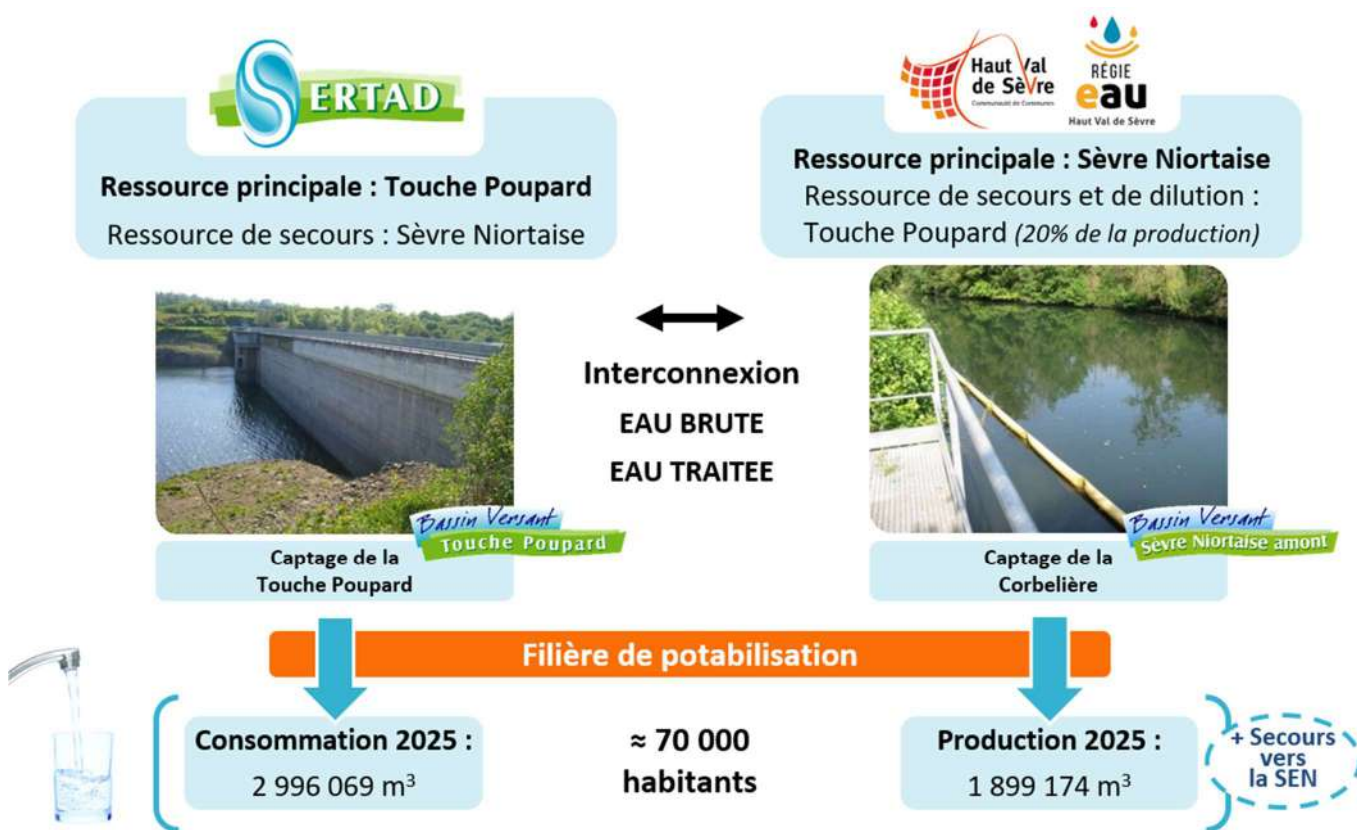 SERTAD
Ressource principale : Touche Poupard
Ressource de secours : Sèvre Niortaise
Haut Val
de SèVre
Communauté de Communes
RÉGIE
eau
Haut Val de Sèvre
Ressource principale : Sèvre Niortaise
Ressource de secours et de dilution :
Touche Poupard (20% de la production)
Interconnexion
EAU BRUTE
EAU TRAITEE
Bassin Versant
Touche Poupard
Captage de la
Touche Poupard
Bassin Versant
Sèvre Niortaise amont
Captage de la
Corbelière
Filière de potabilisation
Consommation 2025 :
2 996 069 m³
≈ 70 000
habitants
Production 2025 :
1 899 174 m³
+ Secours
vers
la SEN